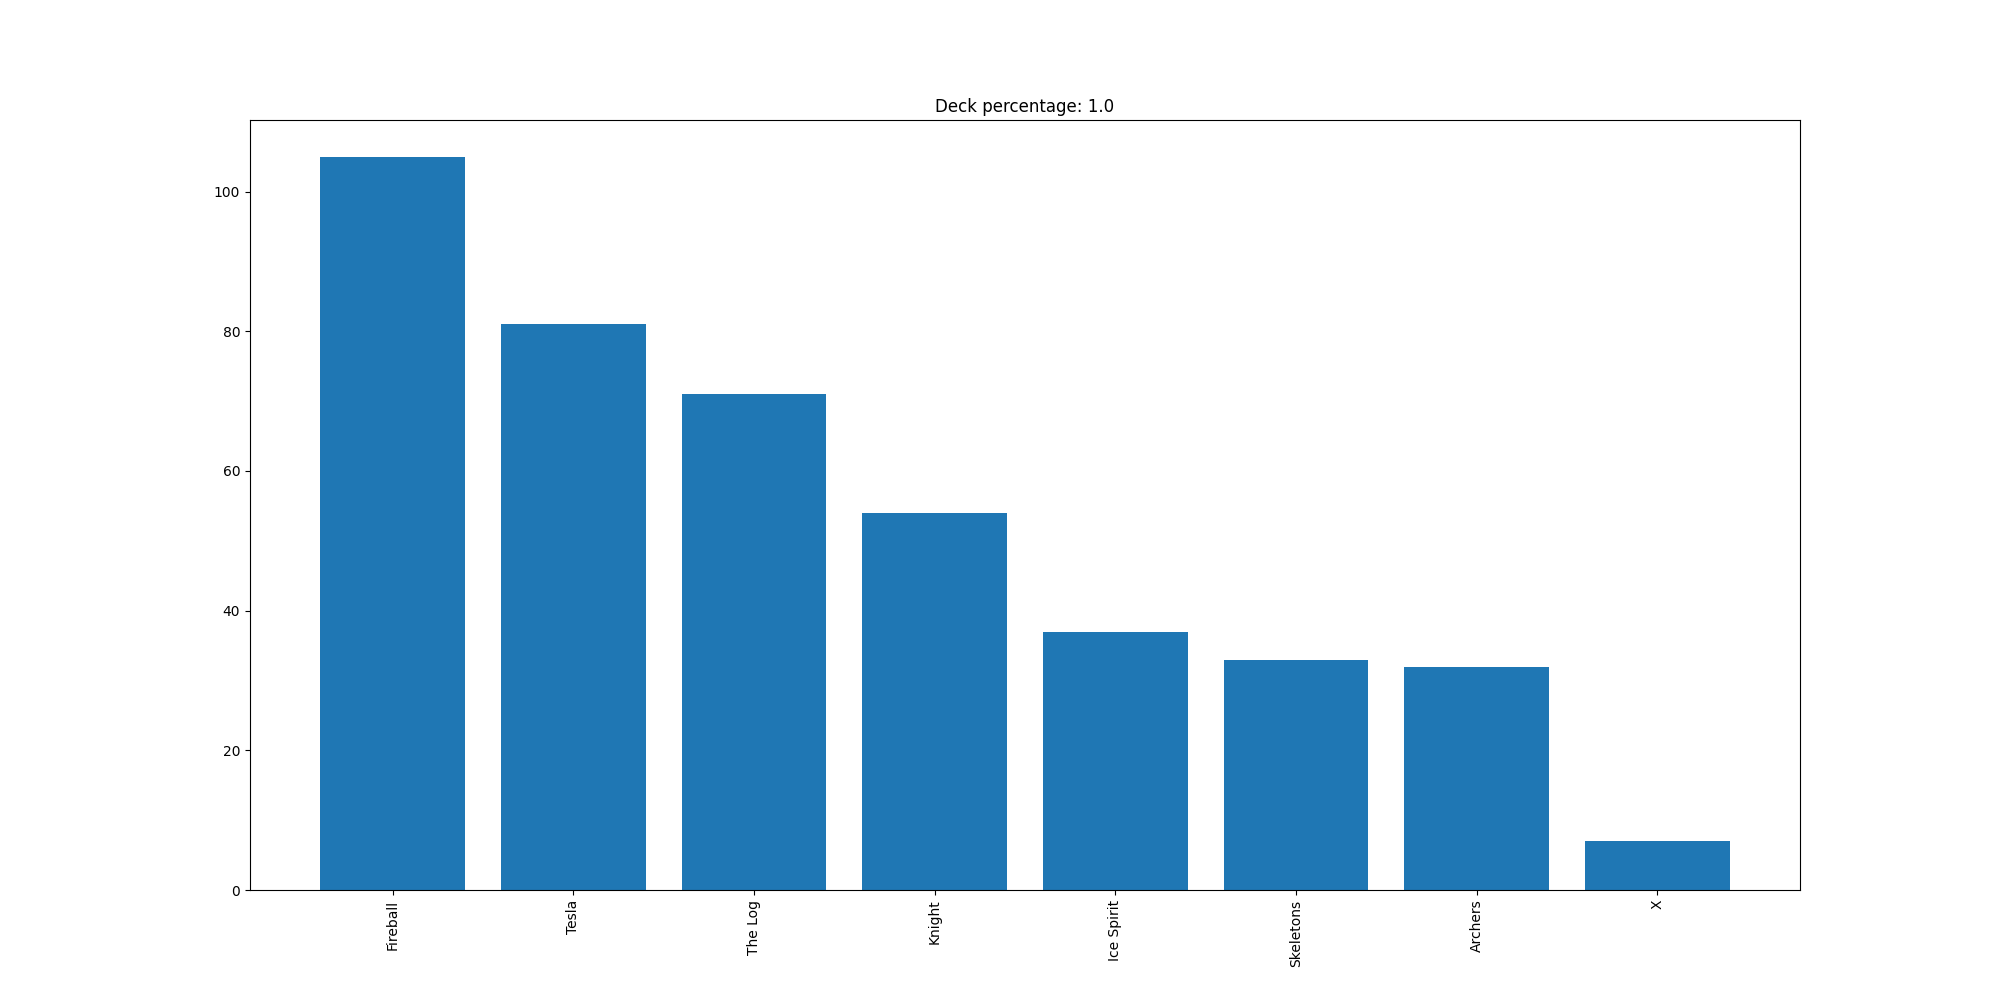 Deck percentage: 1.0
100
80
60
40
20
0
Fireball
Tesla
The Log
Knight
Ice Spirit
Skeletons
Archers
X